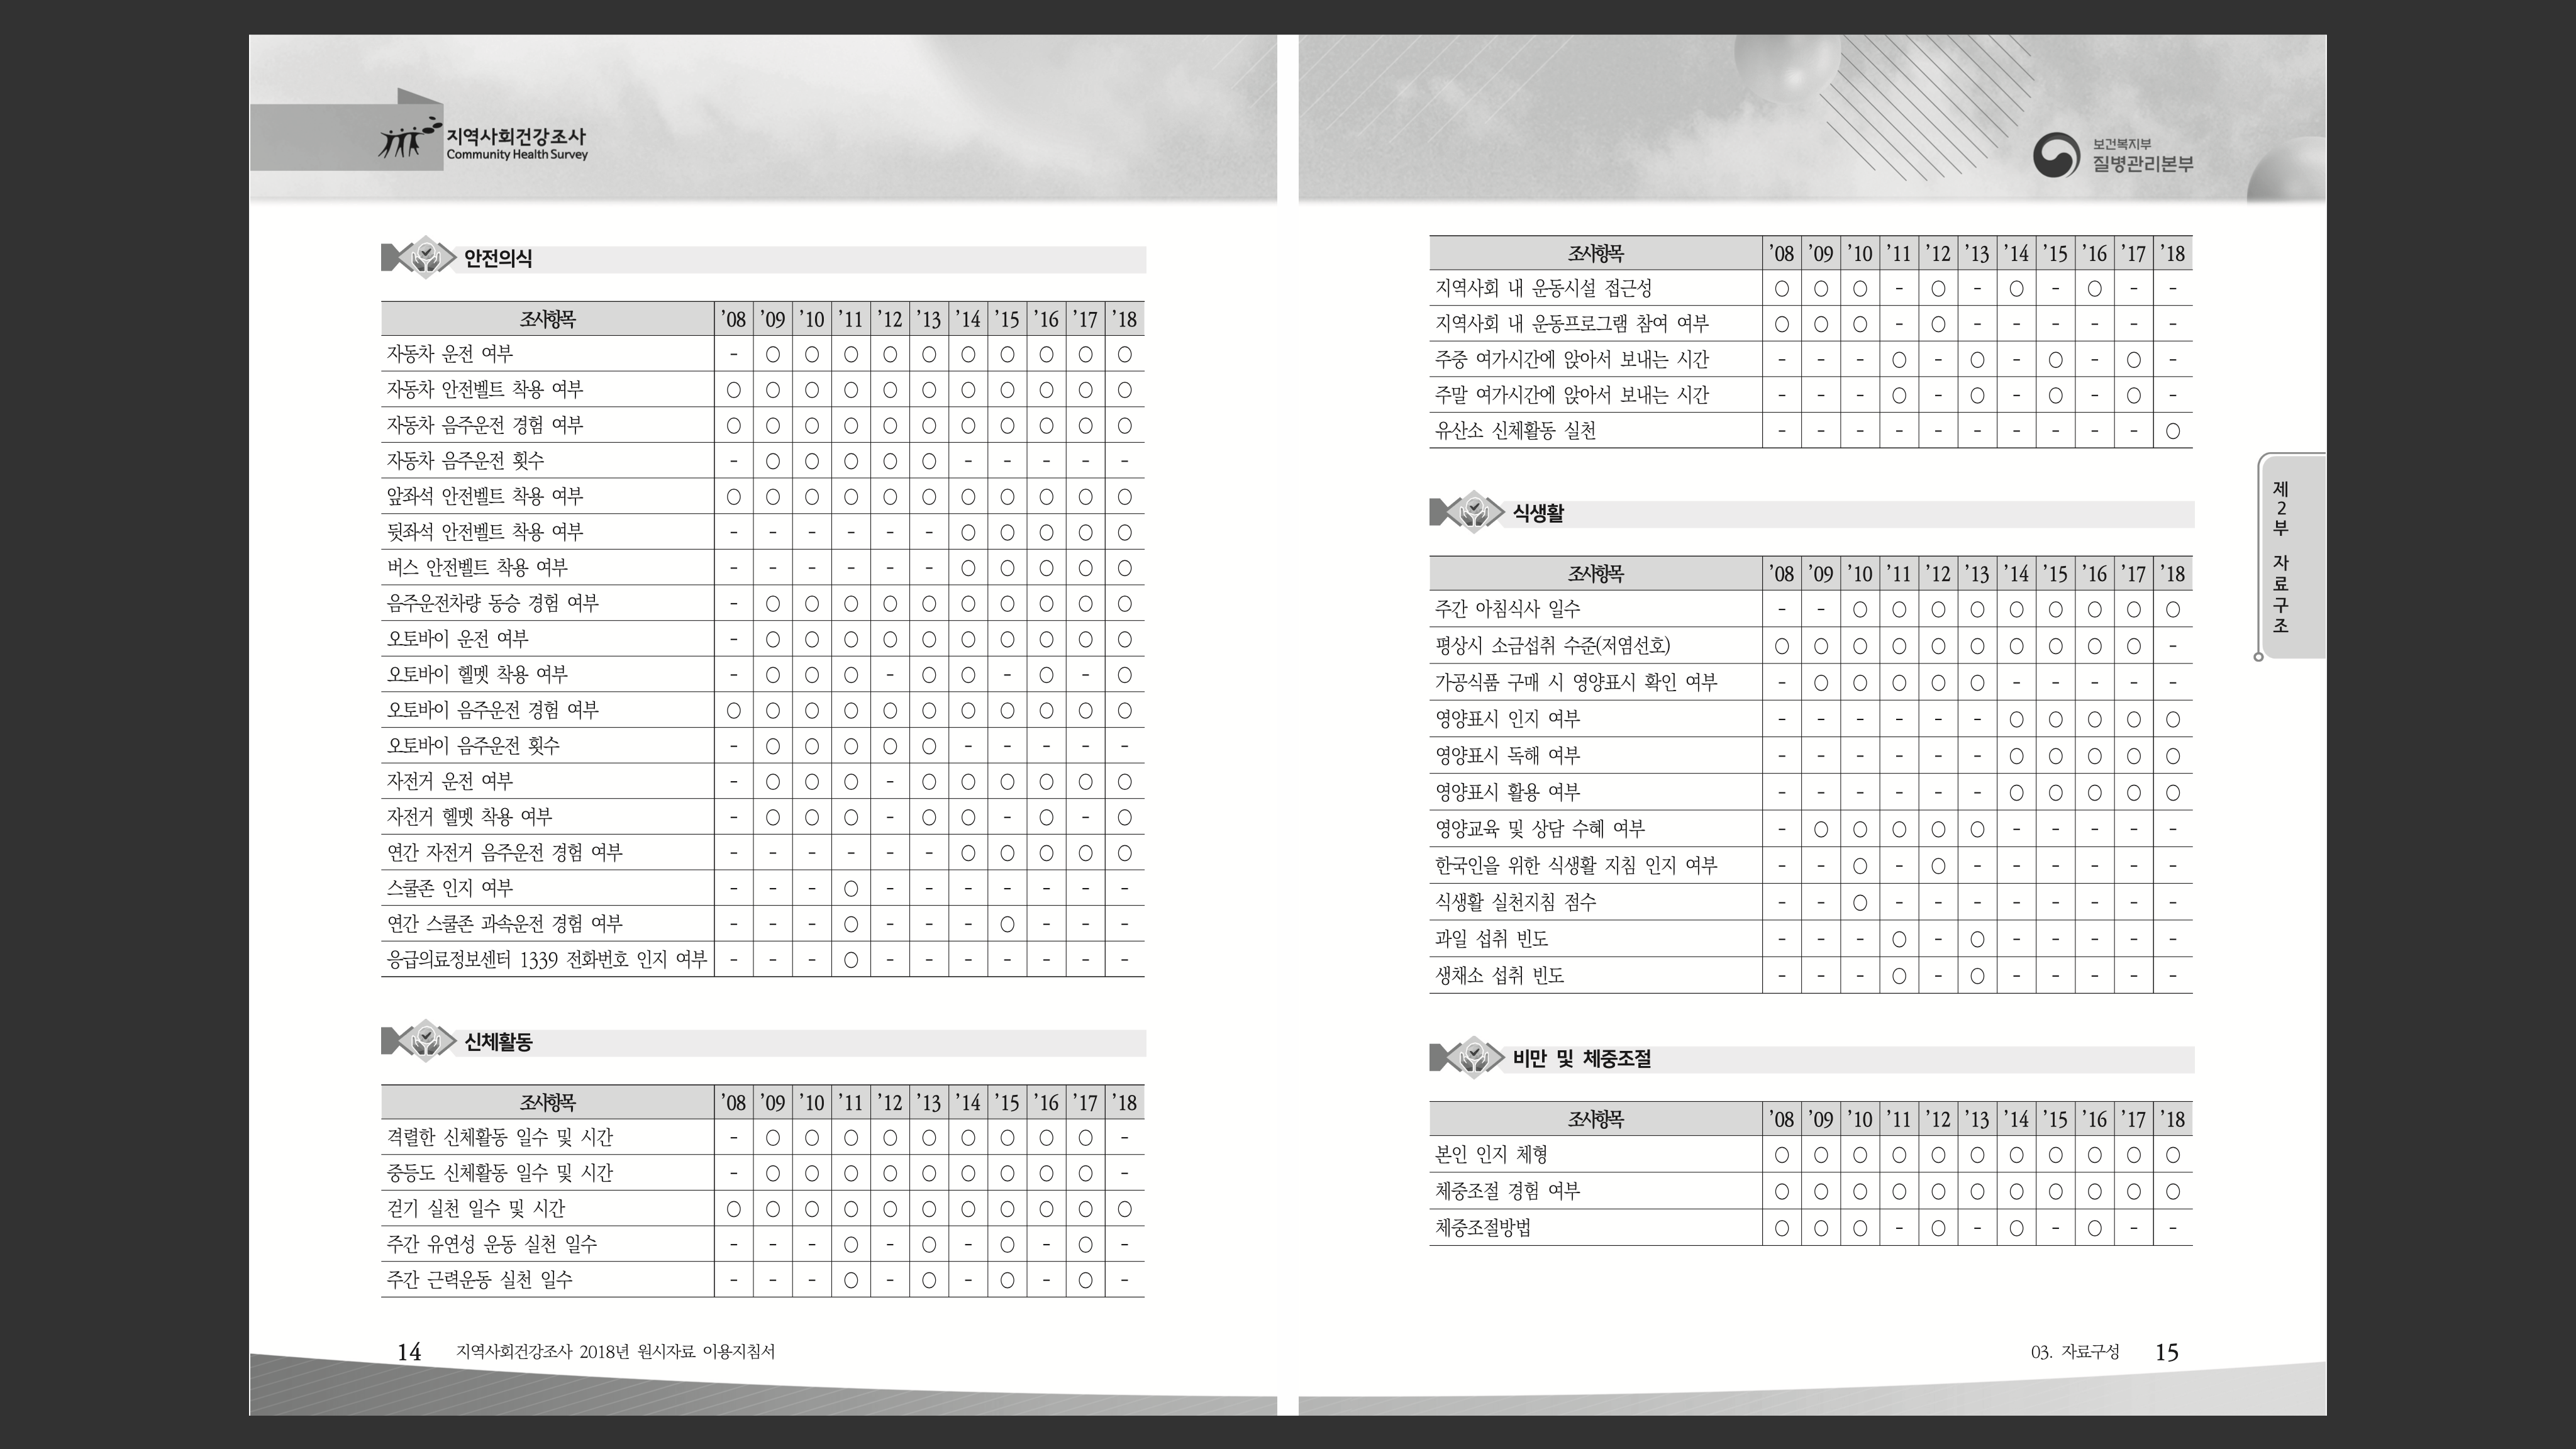 지역사회건강조사
Community Health Survey
안전의식
조사항목 ’08 ’09 ’10 ’11 ’12 ’13 ’14 ’15 ’16 ’17 ’18
자동차 운전 여부 - ○ ○ ○ ○ ○ ○ ○ ○ ○ ○
자동차 안전벨트 착용 여부 ○ ○ ○ ○ ○ ○ ○ ○ ○ ○ ○
자동차 음주운전 경험 여부 ○ ○ ○ ○ ○ ○ ○ ○ ○ ○ ○
자동차 음주운전 횟수 - ○ ○ ○ ○ ○ - - - - -
앞좌석 안전벨트 착용 여부 ○ ○ ○ ○ ○ ○ ○ ○ ○ ○ ○
뒷좌석 안전벨트 착용 여부 - - - - - - ○ ○ ○ ○ ○
버스 안전벨트 착용 여부 - - - - - - ○ ○ ○ ○ ○
음주운전차량 동승 경험 여부 - ○ ○ ○ ○ ○ ○ ○ ○ ○ ○
오토바이 운전 여부 - ○ ○ ○ ○ ○ ○ ○ ○ ○ ○
오토바이 헬멧 착용 여부 - ○ ○ ○ - ○ ○ - ○ - ○
오토바이 음주운전 경험 여부 ○ ○ ○ ○ ○ ○ ○ ○ ○ ○ ○
오토바이 음주운전 횟수 - ○ ○ ○ ○ ○ - - - - -
자전거 운전 여부 - ○ ○ ○ - ○ ○ ○ ○ ○ ○
자전거 헬멧 착용 여부 - ○ ○ ○ - ○ ○ - ○ - ○
연간 자전거 음주운전 경험 여부 - - - - - - ○ ○ ○ ○ ○
스쿨존 인지 여부 - - - ○ - - - - - - -
연간 스쿨존 과속운전 경험 여부 - - - ○ - - - ○ - - -
응급의료정보센터 1339 전화번호 인지 여부 - - - ○ - - - - - - -
신체활동
조사항목 ’08 ’09 ’10 ’11 ’12 ’13 ’14 ’15 ’16 ’17 ’18
격렬한 신체활동 일수 및 시간 - ○ ○ ○ ○ ○ ○ ○ ○ ○ -
중등도 신체활동 일수 및 시간 - ○ ○ ○ ○ ○ ○ ○ ○ ○ -
걷기 실천 일수 및 시간 ○ ○ ○ ○ ○ ○ ○ ○ ○ ○ ○
주간 유연성 운동 실천 일수 - - - ○ - ○ - ○ - ○ -
주간 근력운동 실천 일수 - - - ○ - ○ - ○ - ○ -
14 지역사회건강조사 2018년 원시자료 이용지침서
보건복지부
질병관리본부
조사항목 ’08 ’09 ’10 ’11 ’12 ’13 ’14 ’15 ’16 ’17 ’18
지역사회 내 운동시설 접근성 ○ ○ ○ - ○ - ○ - ○ - -
지역사회 내 운동프로그램 참여 여부 ○ ○ ○ - ○ - - - - - -
주중 여가시간에 앉아서 보내는 시간 - - - ○ - ○ - ○ - ○ -
주말 여가시간에 앉아서 보내는 시간 - - - ○ - ○ - ○ - ○ -
유산소 신체활동 실천 - - - - - - - - - - ○
식생활
조사항목 ’08 ’09 ’10 ’11 ’12 ’13 ’14 ’15 ’16 ’17 ’18
주간 아침식사 일수 - - ○ ○ ○ ○ ○ ○ ○ ○ ○
평상시 소금섭취 수준(저염선호) ○ ○ ○ ○ ○ ○ ○ ○ ○ ○ -
가공식품 구매 시 영양표시 확인 여부 - ○ ○ ○ ○ ○ - - - - -
영양표시 인지 여부 - - - - - - ○ ○ ○ ○ ○
영양표시 독해 여부 - - - - - - ○ ○ ○ ○ ○
영양표시 활용 여부 - - - - - - ○ ○ ○ ○ ○
영양교육 및 상담 수혜 여부 - ○ ○ ○ ○ ○ - - - - -
한국인을 위한 식생활 지침 인지 여부 - - ○ - ○ - - - - - -
식생활 실천지침 점수 - - ○ - - - - - - - -
과일 섭취 빈도 - - - ○ - ○ - - - - -
생채소 섭취 빈도 - - - ○ - ○ - - - - -
비만 및 체중조절
조사항목 ’08 ’09 ’10 ’11 ’12 ’13 ’14 ’15 ’16 ’17 ’18
본인 인지 체형 ○ ○ ○ ○ ○ ○ ○ ○ ○ ○ ○
체중조절 경험 여부 ○ ○ ○ ○ ○ ○ ○ ○ ○ ○ ○
체중조절방법 ○ ○ ○ - ○ - ○ - ○ - -
제2부 자료구조
03. 자료구성 15